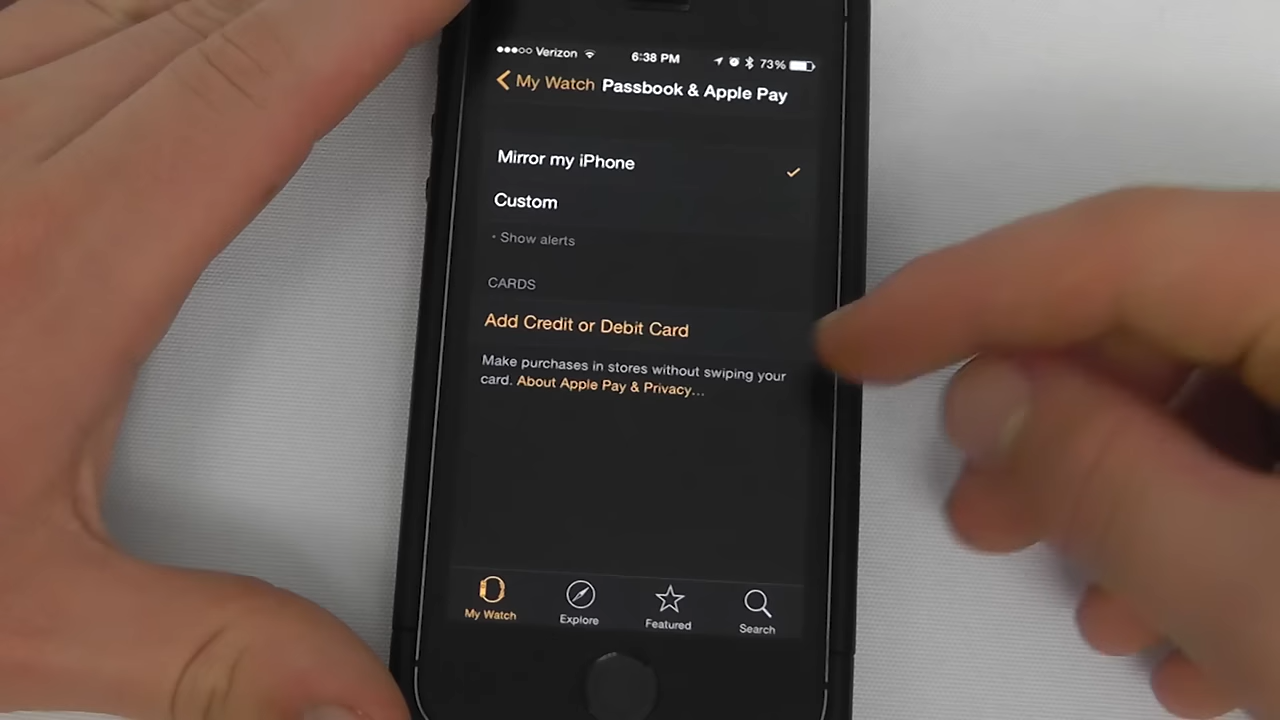 Verizon 6:38 PM 73%
My Watch Passbook & Apple Pay
Mirror my iPhone
Custom
• Show alerts
CARDS
Add Credit or Debit Card
Make purchases in stores without swiping your
card. About Apple Pay & Privacy...
My Watch Explore Featured Search